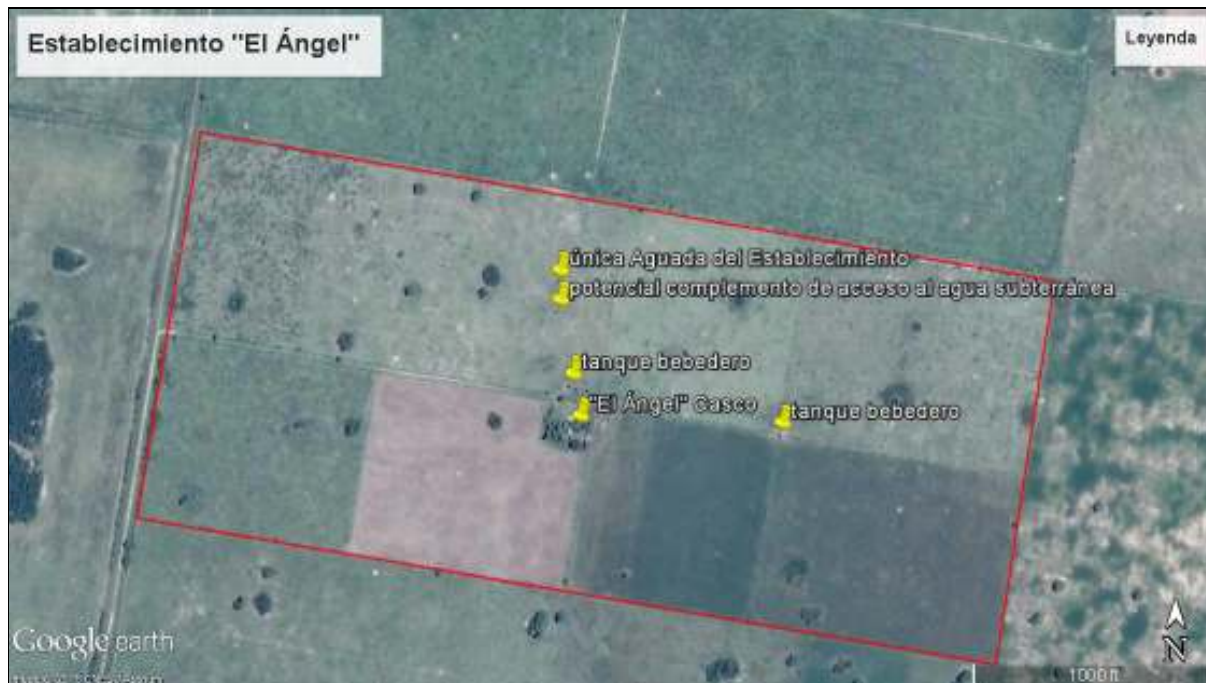 Establecimiento "El Ángel"
Leyenda
única Aguada del Establecimiento
potencial complemento de acceso al agua subterránea
tanque bebedero
"El Ángel" Casco
tanque bebedero
Google earth
N
1000 ft